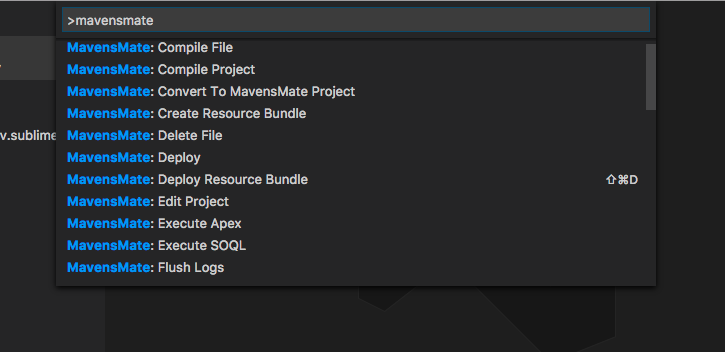 >mavensmate
MavensMate: Compile File
MavensMate: Compile Project
MavensMate: Convert To MavensMate Project
MavensMate: Create Resource Bundle
MavensMate: Delete File
v.sublime
MavensMate: Deploy
MavensMate: Deploy Resource Bundle ⇧⌘D
MavensMate: Edit Project
MavensMate: Execute Apex
MavensMate: Execute SOQL
MavensMate: Flush Logs